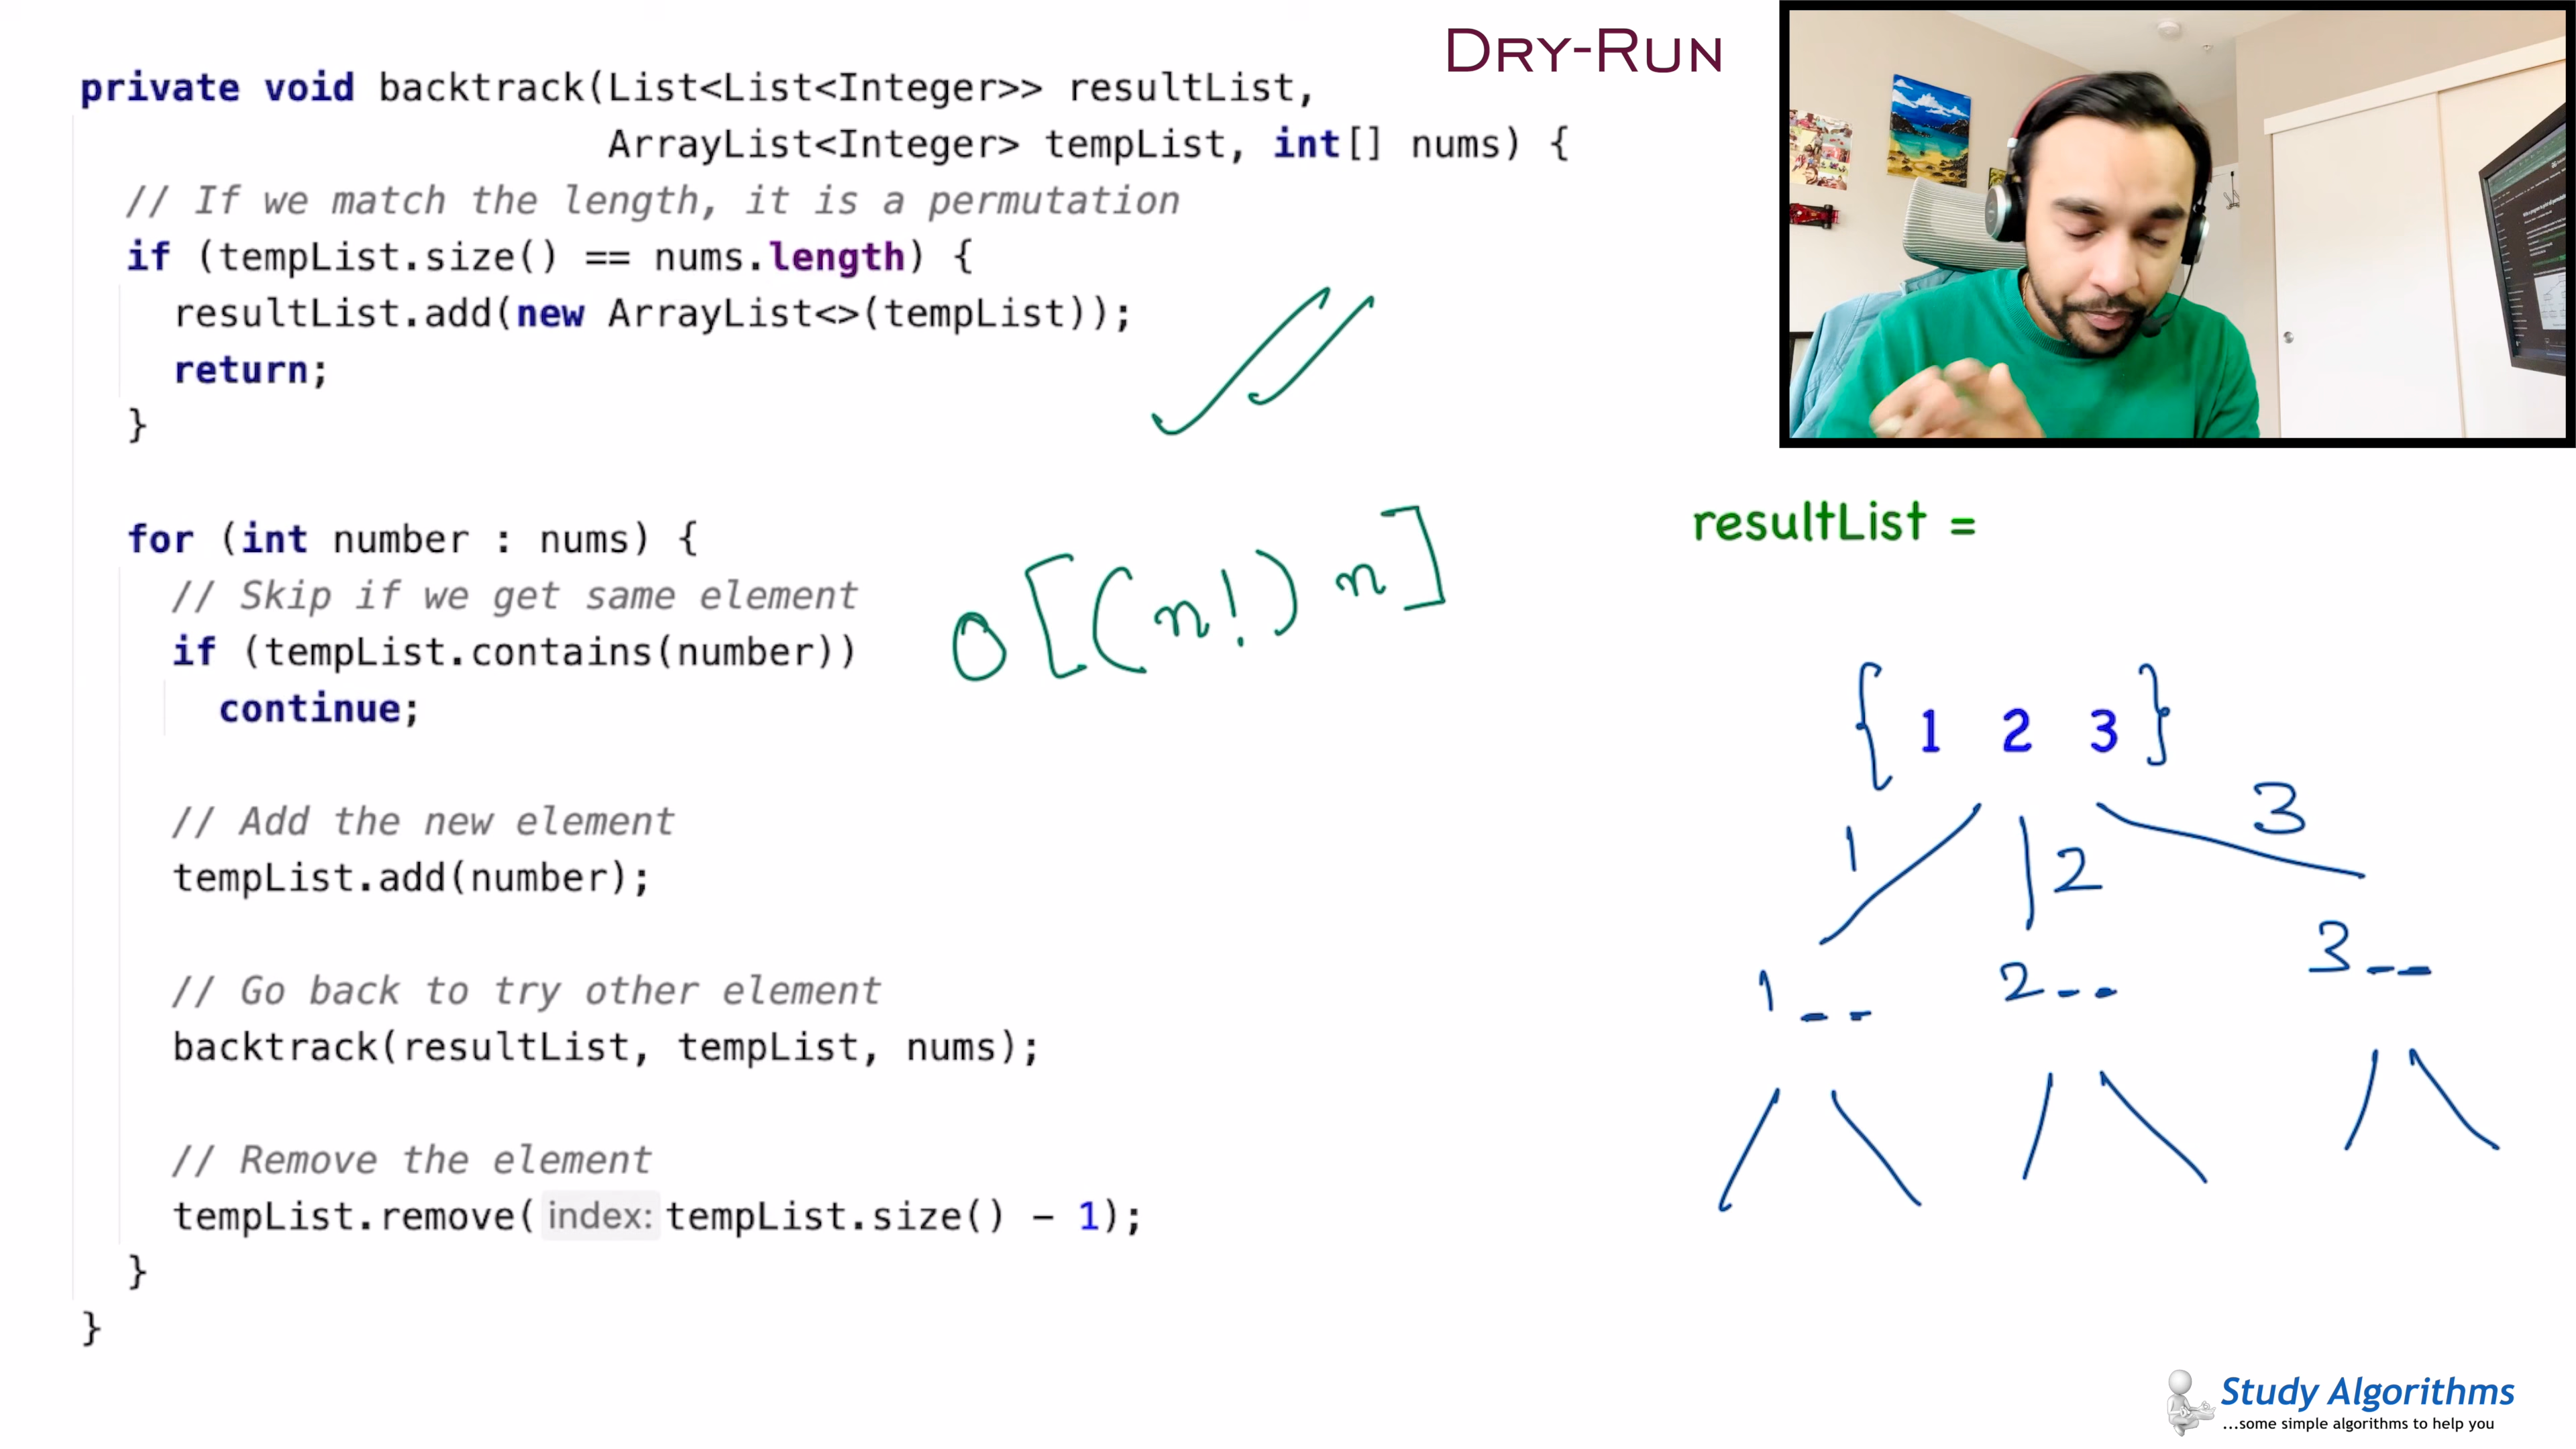 DRY-RUN
private void backtrack(List<List<Integer>> resultList,
ArrayList<Integer> tempList, int[] nums) {
// If we match the length, it is a permutation
if (tempList.size() == nums.length) {
resultList.add(new ArrayList<>(tempList));
return;
}
for (int number : nums) {
// Skip if we get same element
if (tempList.contains(number))
continue;
// Add the new element
tempList.add(number);
// Go back to try other element
backtrack(resultList, tempList, nums);
// Remove the element
tempList.remove( index: tempList.size() - 1);
}
}
O[(n!) n]
resultList =
{ 1 2 3 }
1 2 3
1 _ _ 2 _ _ 3 _ _
Study Algorithms
...some simple algorithms to help you